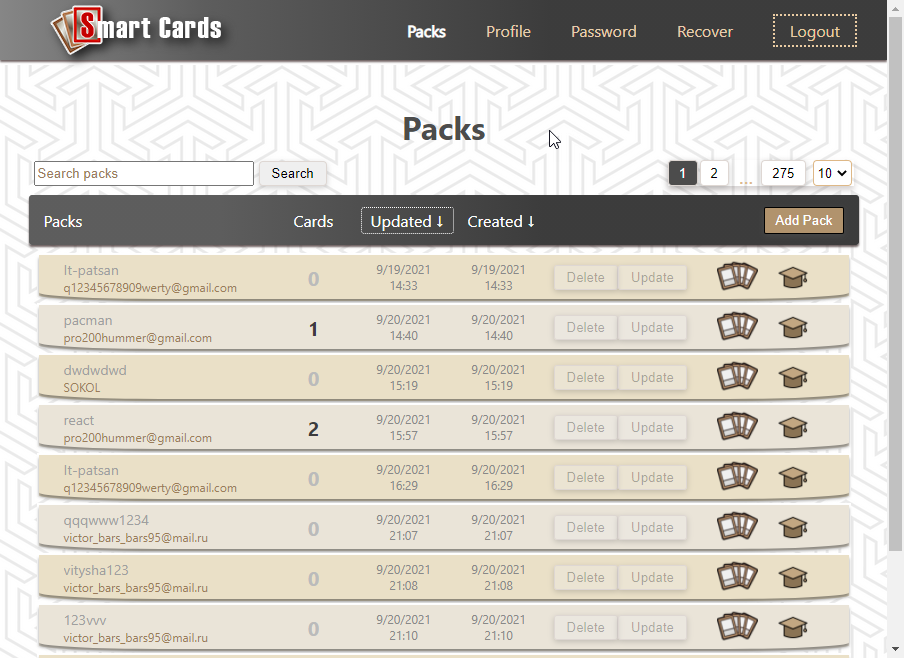 Smart Cards
Packs Profile Password Recover Logout
Packs
Search packs Search 1 2 ... 275 10
Packs Cards Updated ↓ Created ↓ Add Pack
lt-patsan
q12345678909werty@gmail.com
0
9/19/2021
14:33
9/19/2021
14:33
Delete Update
pacman
pro200hummer@gmail.com
1
9/20/2021
14:40
9/20/2021
14:40
Delete Update
dwdwdwd
SOKOL
0
9/20/2021
15:19
9/20/2021
15:19
Delete Update
react
pro200hummer@gmail.com
2
9/20/2021
15:57
9/20/2021
15:57
Delete Update
lt-patsan
q12345678909werty@gmail.com
0
9/20/2021
16:29
9/20/2021
16:29
Delete Update
qqqwww1234
victor_bars_bars95@mail.ru
0
9/20/2021
21:07
9/20/2021
21:07
Delete Update
vitysha123
victor_bars_bars95@mail.ru
0
9/20/2021
21:08
9/20/2021
21:08
Delete Update
123vvv
victor_bars_bars95@mail.ru
0
9/20/2021
21:10
9/20/2021
21:10
Delete Update